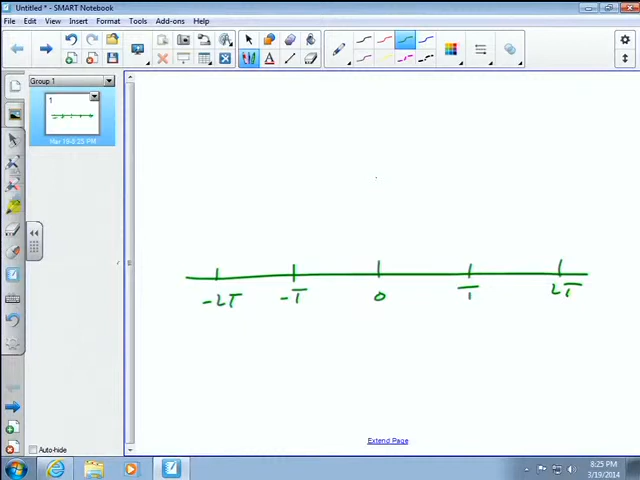 Untitled * - SMART Notebook
File Edit View Insert Format Tools Add-ons Help
Group 1
1
Mar 19-8:25 PM
-2T -T 0 T 2T
Extend Page
Auto-hide
8:25 PM
3/19/2014